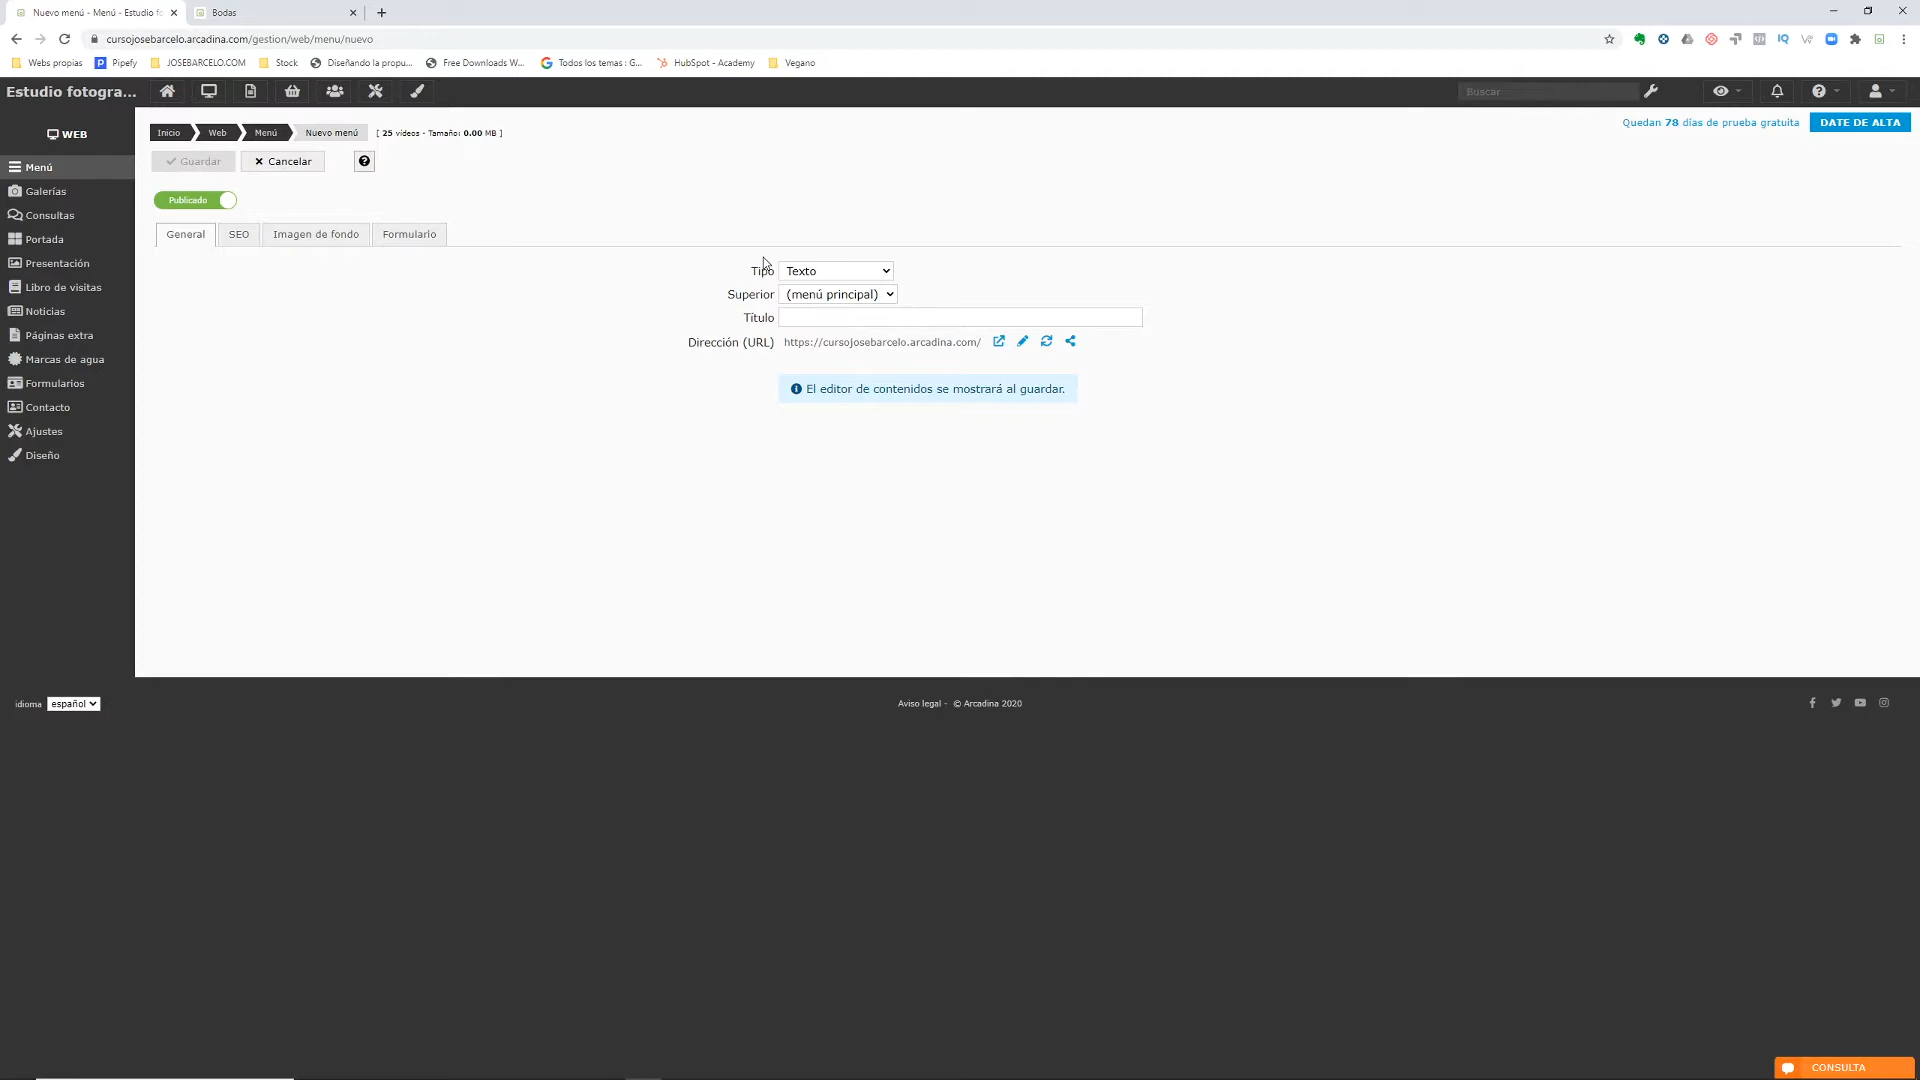 Nuevo menú - Menú - Estudio fo
Bodas
cursojosebarcelo.arcadina.com/gestion/web/menu/nuevo
Webs propias Pipefy JOSEBARCELO.COM Stock Diseñando la propu... Free Downloads W... Todos los temas : G... HubSpot - Academy Vegano
Estudio fotogra...
Buscar
WEB
Inicio Web Menú Nuevo menú [ 25 vídeos - Tamaño: 0.00 MB ]
Quedan 78 días de prueba gratuita DATE DE ALTA
Guardar Cancelar
Publicado
Menú
Galerías
Consultas
Portada
Presentación
Libro de visitas
Noticias
Páginas extra
Marcas de agua
Formularios
Contacto
Ajustes
Diseño
General SEO Imagen de fondo Formulario
Tipo Texto
Superior (menú principal)
Título
Dirección (URL) https://cursojosebarcelo.arcadina.com/
El editor de contenidos se mostrará al guardar.
idioma español
Aviso legal - © Arcadina 2020
CONSULTA